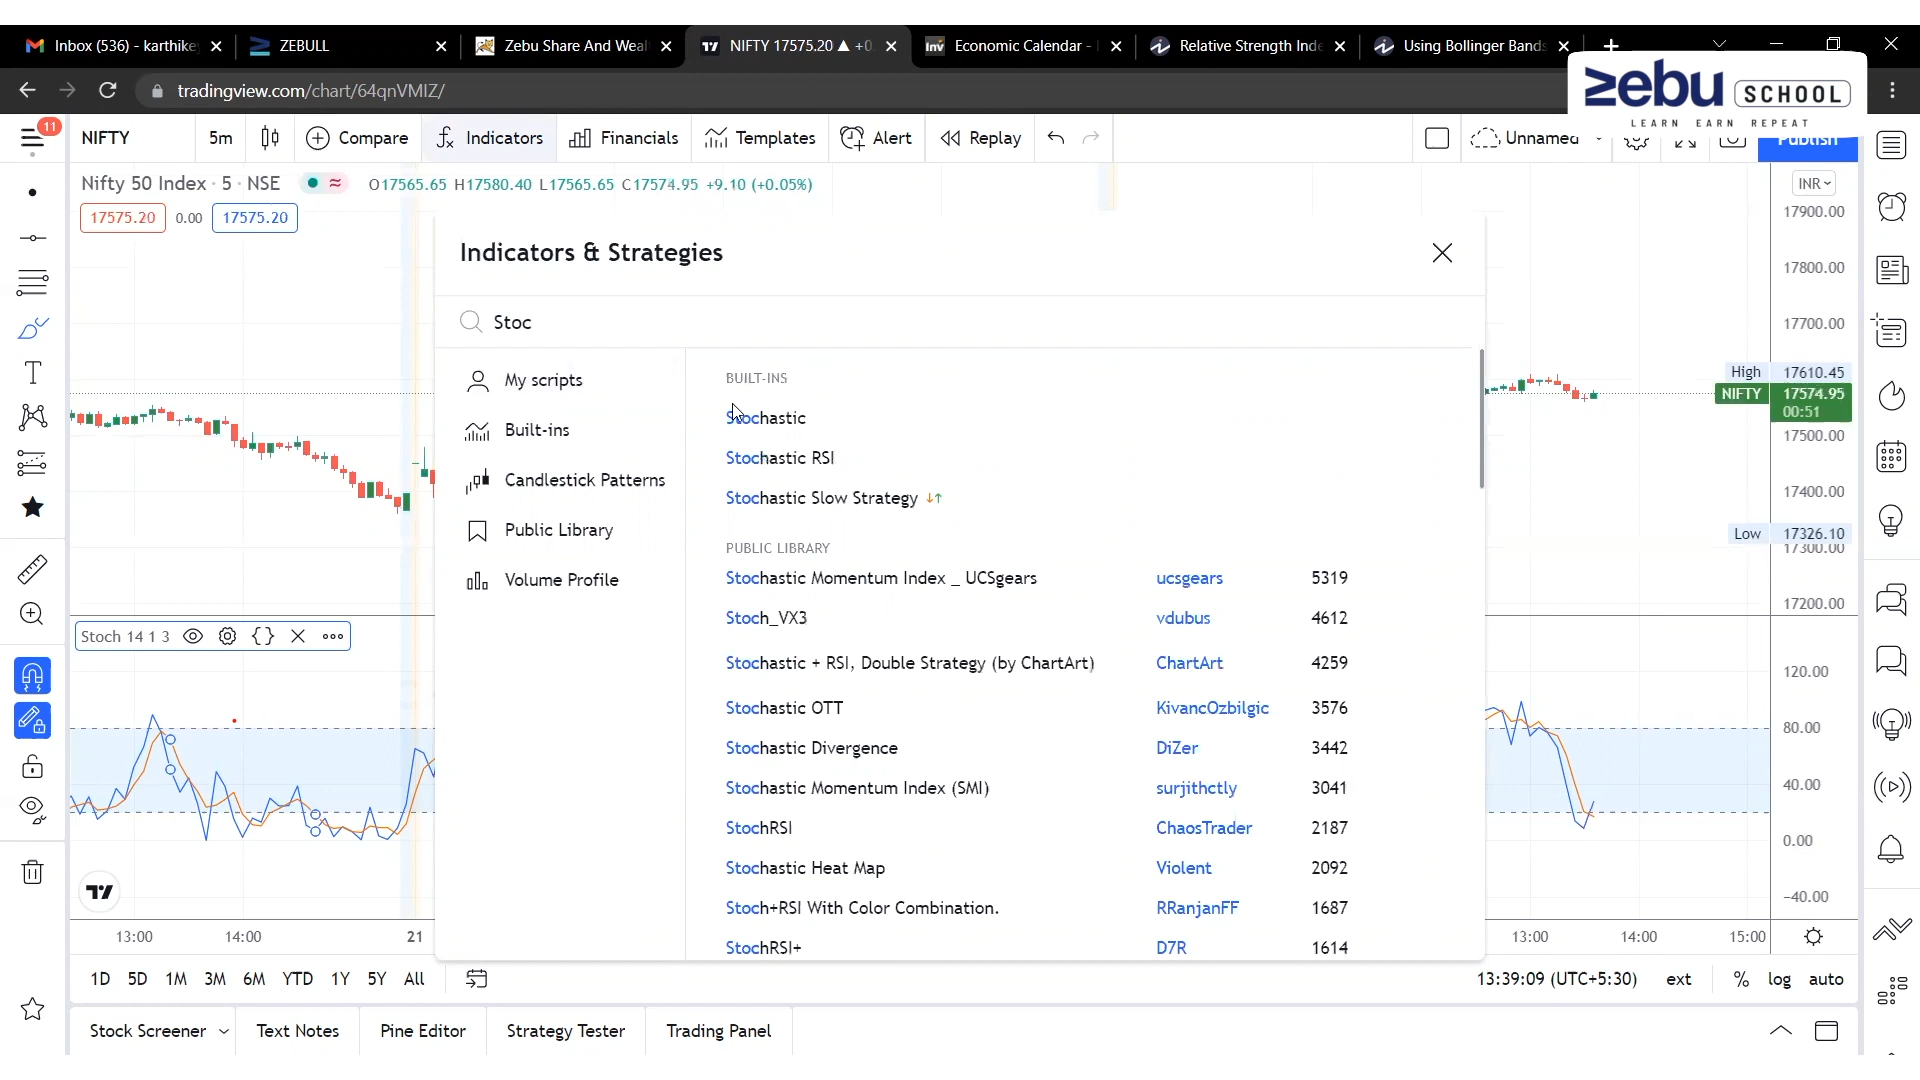 Inbox (536) - karthike
ZEBULL
Zebu Share And Weal
NIFTY 17575.20 ▲ +0
Economic Calendar -
Relative Strength Inde
Using Bollinger Bands
tradingview.com/chart/64qnVMIZ/
zebu SCHOOL
LEARN EARN REPEAT
11
NIFTY
5m
Compare
Indicators
Financials
Templates
Alert
Replay
Unnamed
Publish
Nifty 50 Index · 5 · NSE
O17565.65 H17580.40 L17565.65 C17574.95 +9.10 (+0.05%)
INR
17575.20
0.00
17575.20
17900.00
17800.00
17700.00
High 17610.45
NIFTY 17574.95
00:51
17500.00
17400.00
Low 17326.10
17300.00
17200.00
Indicators & Strategies
Stoc
My scripts
Built-ins
Candlestick Patterns
Public Library
Volume Profile
BUILT-INS
Stochastic
Stochastic RSI
Stochastic Slow Strategy
PUBLIC LIBRARY
Stochastic Momentum Index _ UCSgears ucsgears 5319
Stoch_VX3 vdubus 4612
Stochastic + RSI, Double Strategy (by ChartArt) ChartArt 4259
Stochastic OTT KivancOzbilgic 3576
Stochastic Divergence DiZer 3442
Stochastic Momentum Index (SMI) surjithctly 3041
StochRSI ChaosTrader 2187
Stochastic Heat Map Violent 2092
Stoch+RSI With Color Combination. RRanjanFF 1687
StochRSI+ D7R 1614
Stoch 14 1 3
120.00
80.00
40.00
0.00
−40.00
13:00
14:00
21
13:00
14:00
15:00
1D 5D 1M 3M 6M YTD 1Y 5Y All
13:39:09 (UTC+5:30)
ext
%
log
auto
Stock Screener
Text Notes
Pine Editor
Strategy Tester
Trading Panel